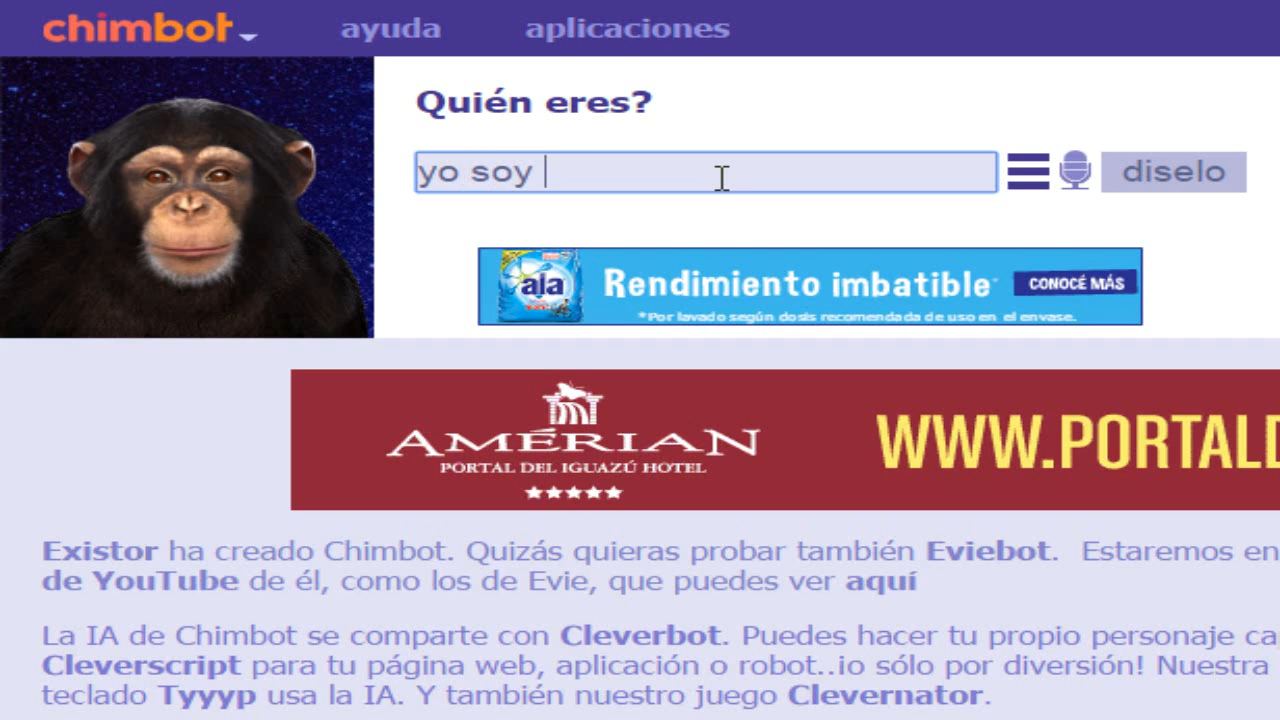 chimbot ayuda aplicaciones
Quién eres?
yo soy
diselo
ala
Rendimiento imbatible*
CONOCÉ MÁS
*Por lavado según dosis recomendada de uso en el envase.
AMÉRIAN
PORTAL DEL IGUAZÚ HOTEL
WWW.PORTALD
Existor ha creado Chimbot. Quizás quieras probar también Eviebot. Estaremos en
de YouTube de él, como los de Evie, que puedes ver aquí
La IA de Chimbot se comparte con Cleverbot. Puedes hacer tu propio personaje ca
Cleverscript para tu página web, aplicación o robot..io sólo por diversión! Nuestra
teclado Tyyyp usa la IA. Y también nuestro juego Clevernator.